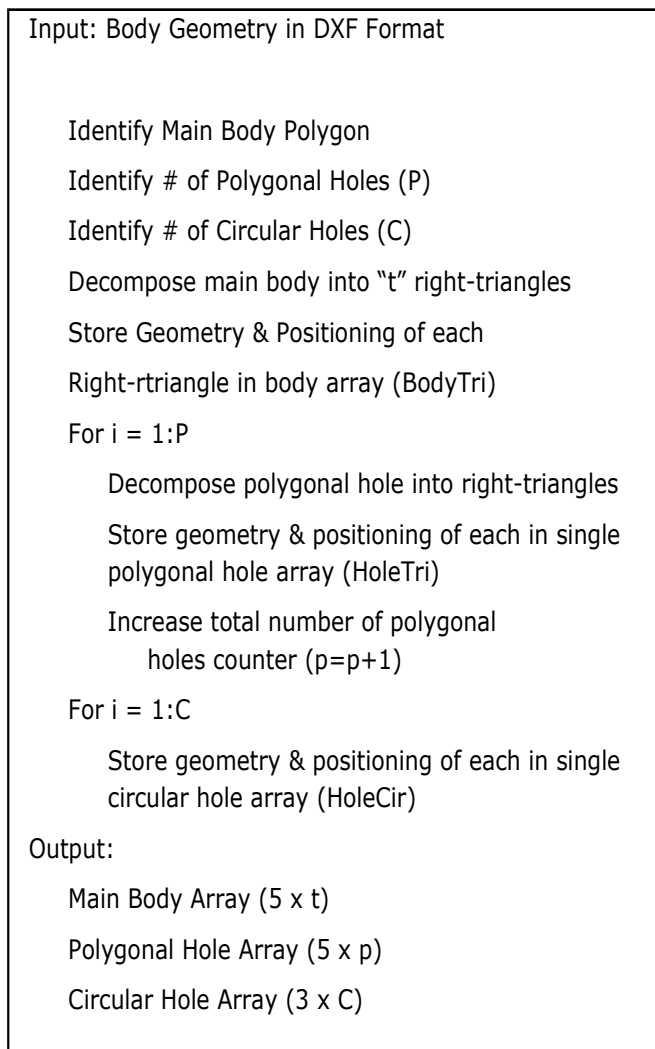 Input: Body Geometry in DXF Format
Identify Main Body Polygon
Identify # of Polygonal Holes (P)
Identify # of Circular Holes (C)
Decompose main body into “t” right-triangles
Store Geometry & Positioning of each
Right-rtriangle in body array (BodyTri)
For i = 1:P
Decompose polygonal hole into right-triangles
Store geometry & positioning of each in single
polygonal hole array (HoleTri)
Increase total number of polygonal
holes counter (p=p+1)
For i = 1:C
Store geometry & positioning of each in single
circular hole array (HoleCir)
Output:
Main Body Array (5 x t)
Polygonal Hole Array (5 x p)
Circular Hole Array (3 x C)